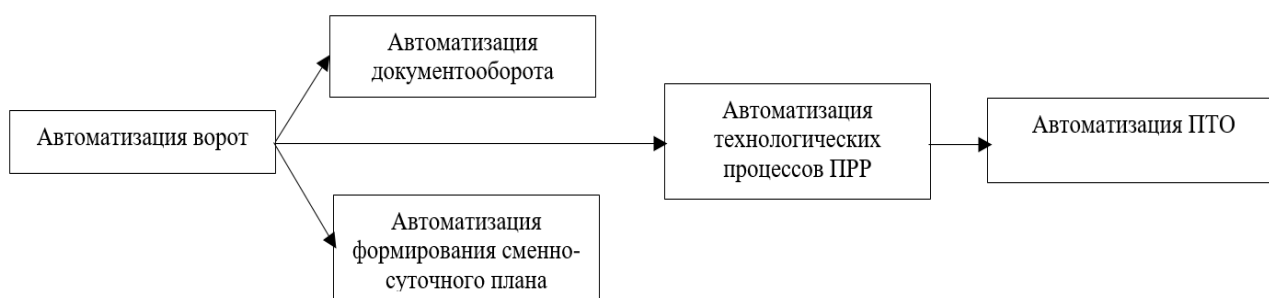 Автоматизация
документооборота
Автоматизация ворот
Автоматизация
технологических
процессов ПРР
Автоматизация ПТО
Автоматизация
формирования сменно-
суточного плана